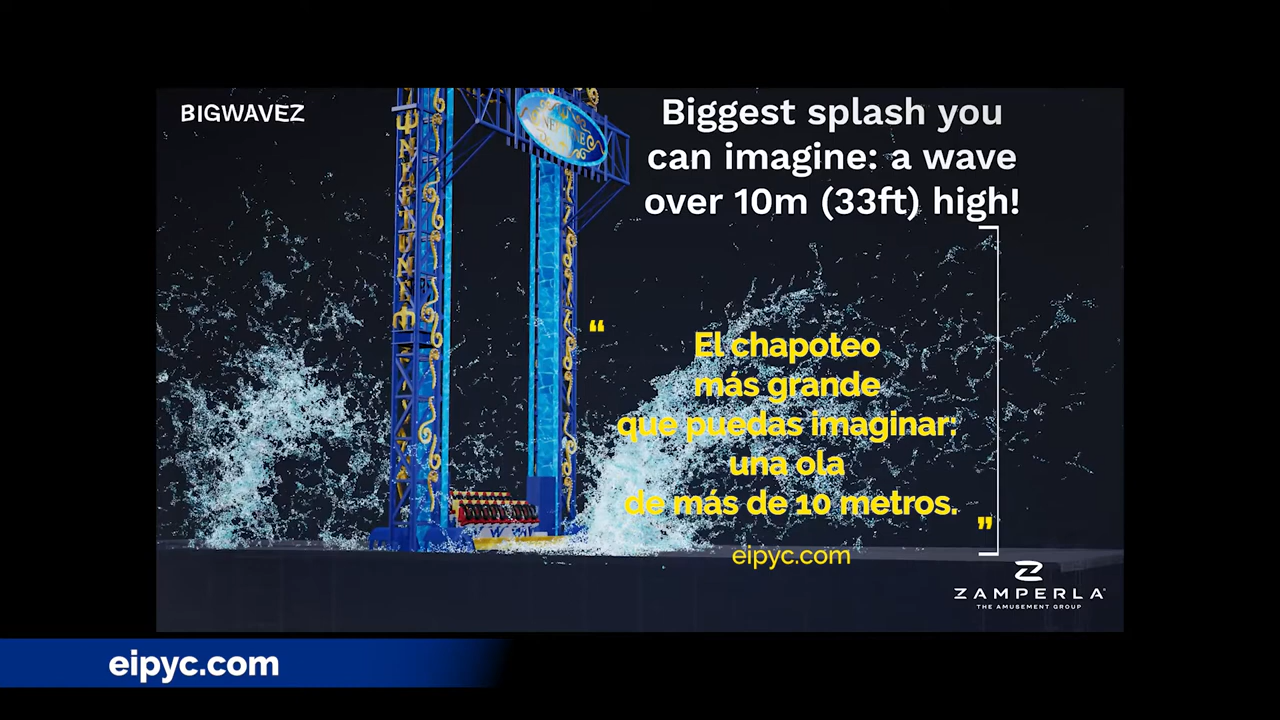 BIGWAVEZ
Biggest splash you
can imagine: a wave
over 10m (33ft) high!
NEPTUNE
“
El chapoteo
más grande
que puedas imaginar:
una ola
de más de 10 metros.
”
eipyc.com
ZAMPERLA®
THE AMUSEMENT GROUP
eipyc.com